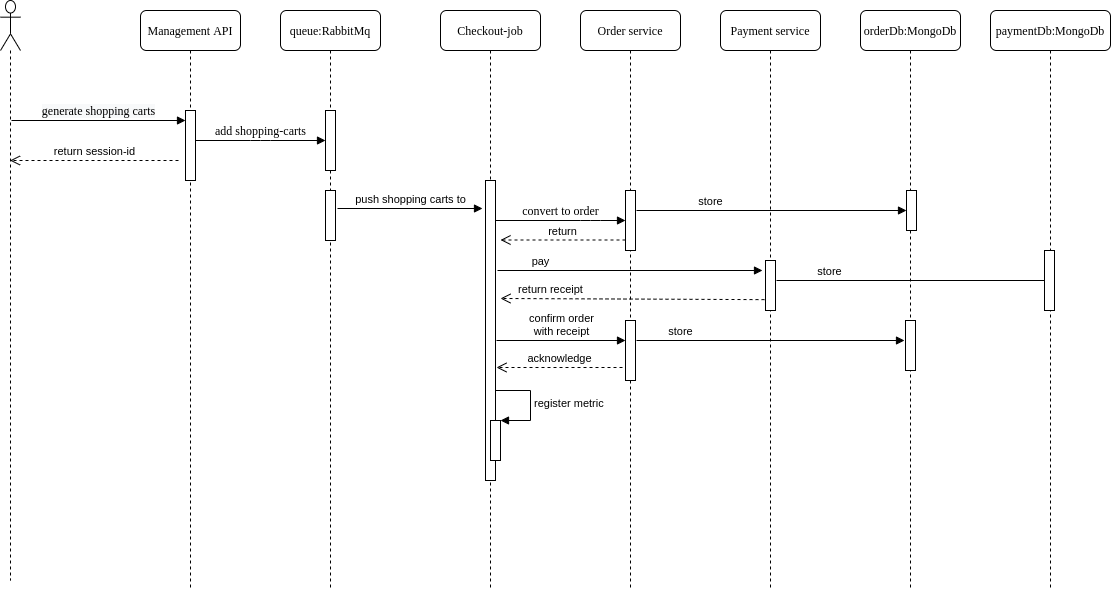 Management API
queue:RabbitMq
Checkout-job
Order service
Payment service
orderDb:MongoDb
paymentDb:MongoDb
generate shopping carts
add shopping-carts
return session-id
push shopping carts to
store
convert to order
return
pay
store
return receipt
confirm order
with receipt
store
acknowledge
register metric